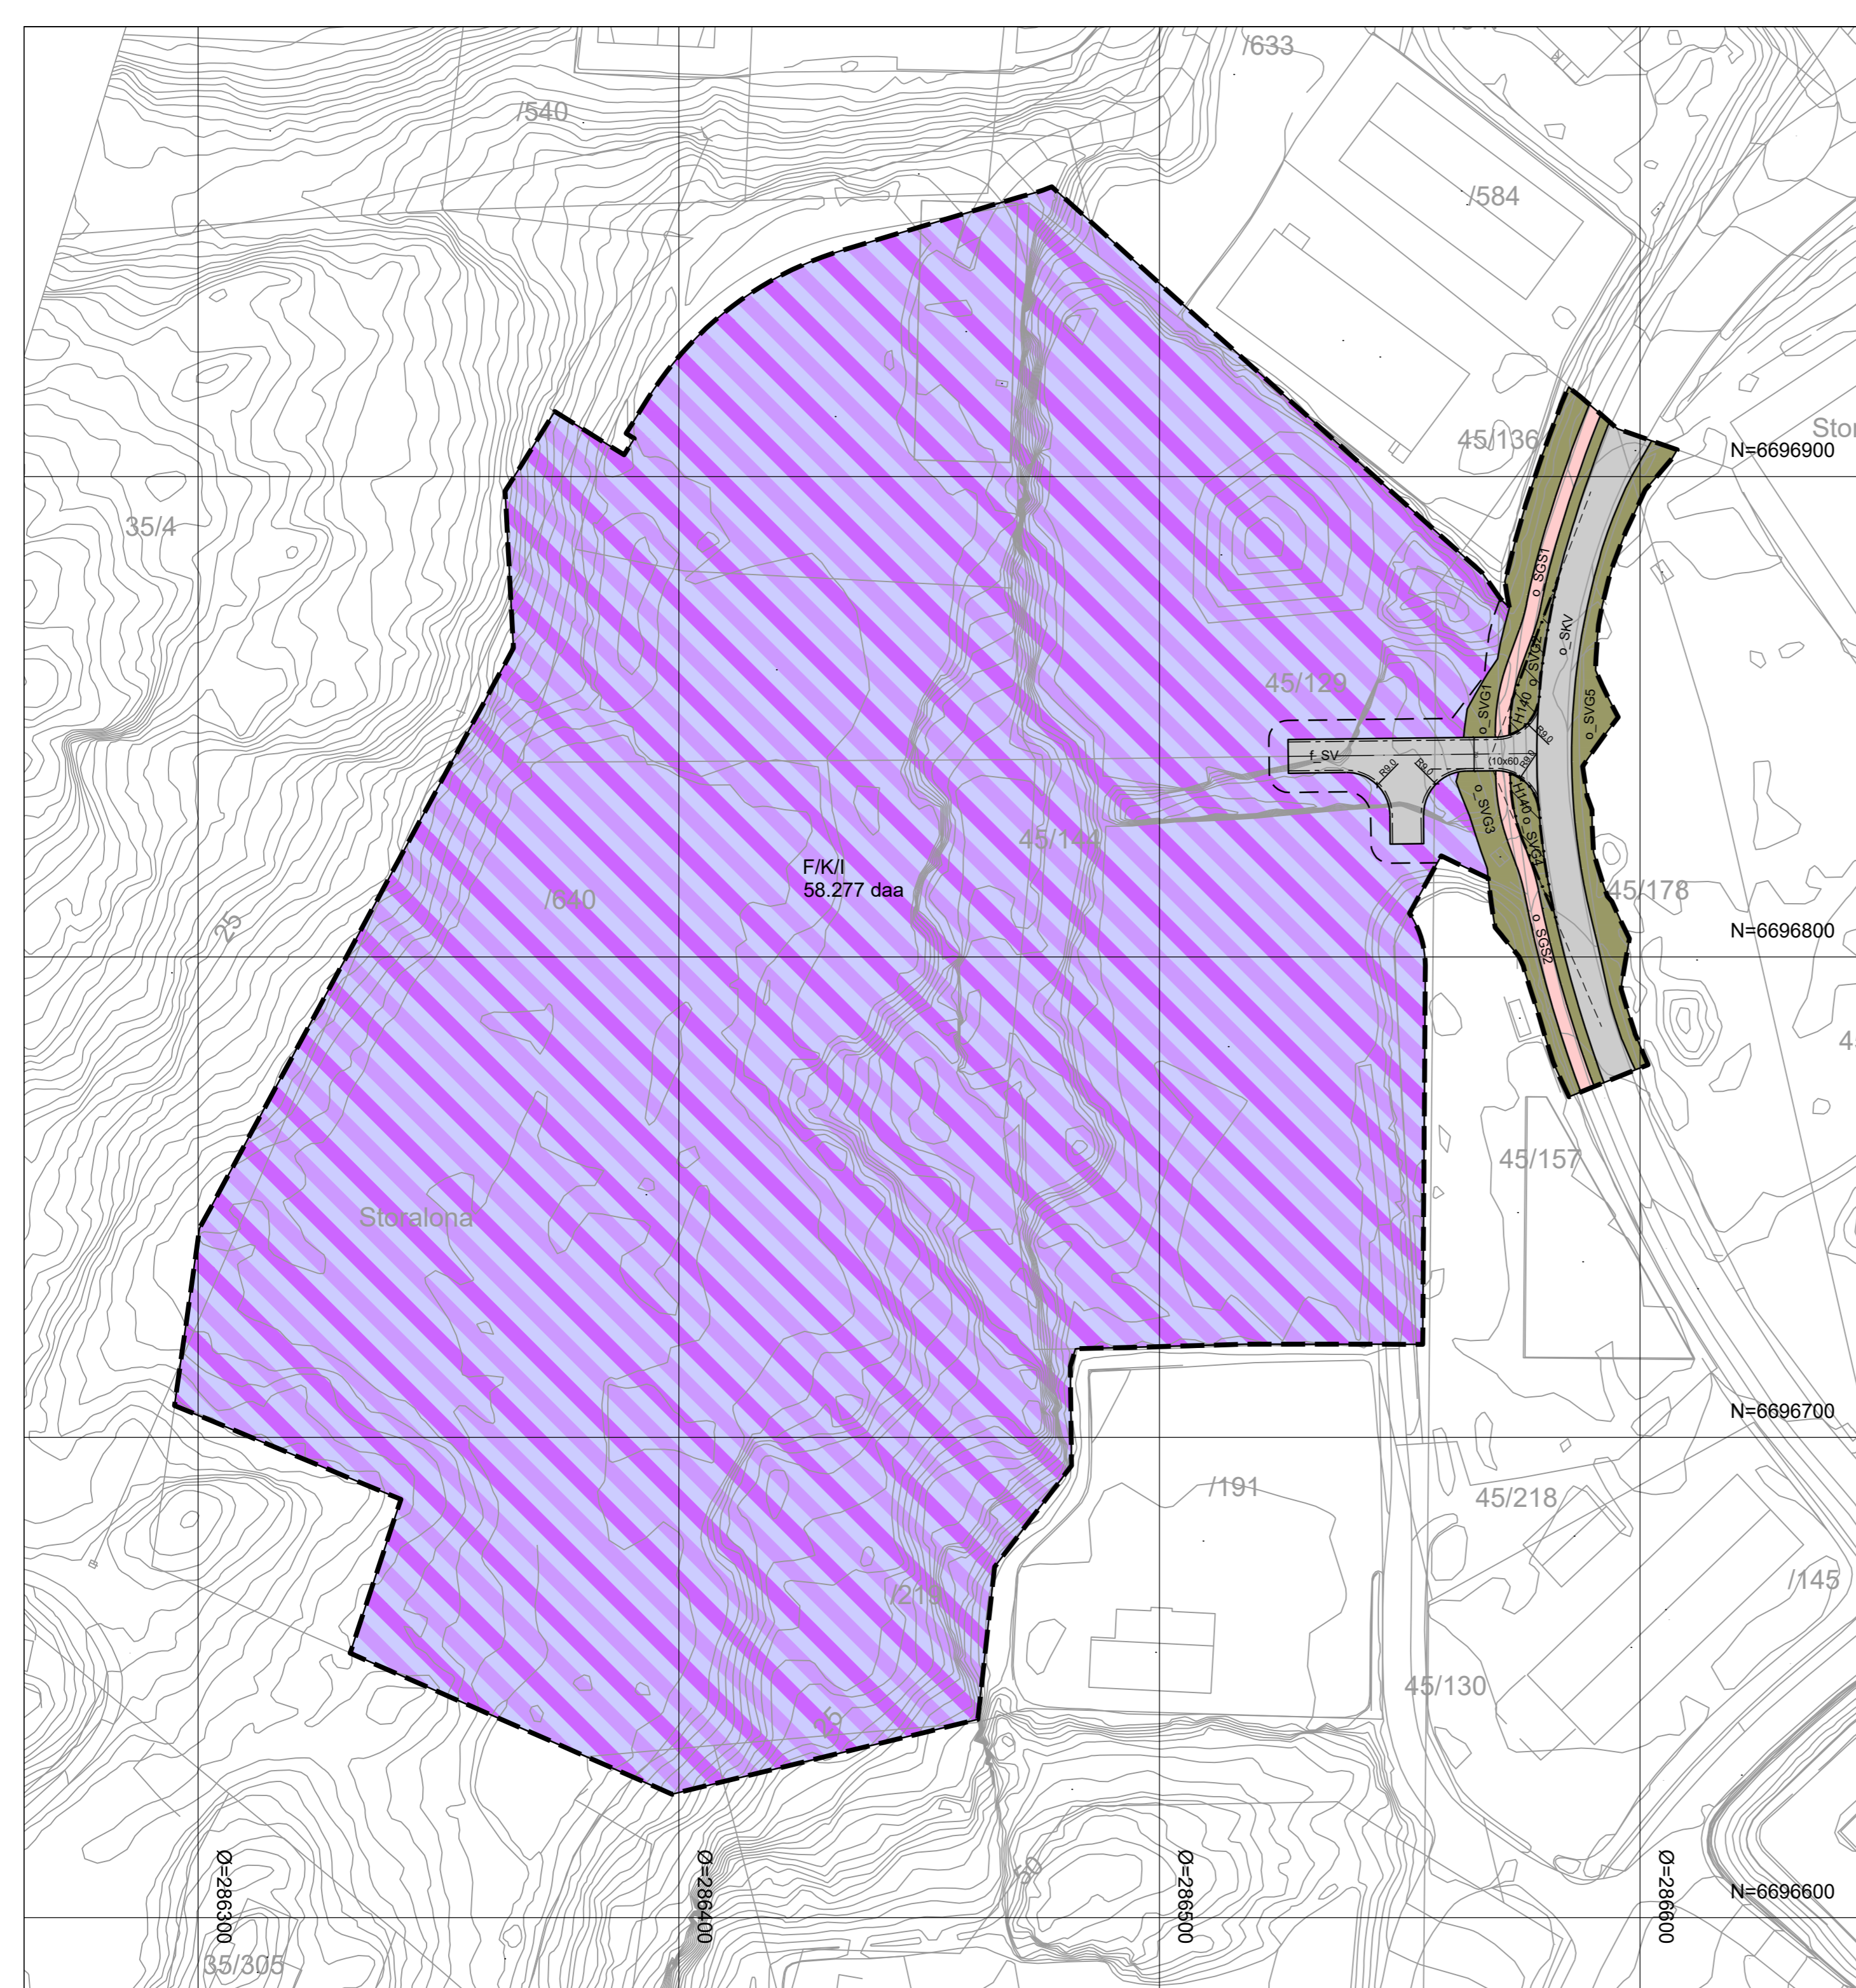 /633
/540
/584
45/136
Stor
N=6696900
35/4
o_SGS1
o_SVG2
o_SKV
45/129
o_SVG1
H140
o_SVG5
R9.0
f_SV
R9.0
R9.0
(10x60
R9.0
o_SVG3
H140
o_SVG4
45/144
F/K/I
58.277 daa
45/178
/640
25
N=6696800
o_SGS2
45/157
Storalona
N=6696700
/191
45/218
/219
/145
45/130
Ø=286300
Ø=286400
Ø=286500
Ø=286600
50
N=6696600
35/305